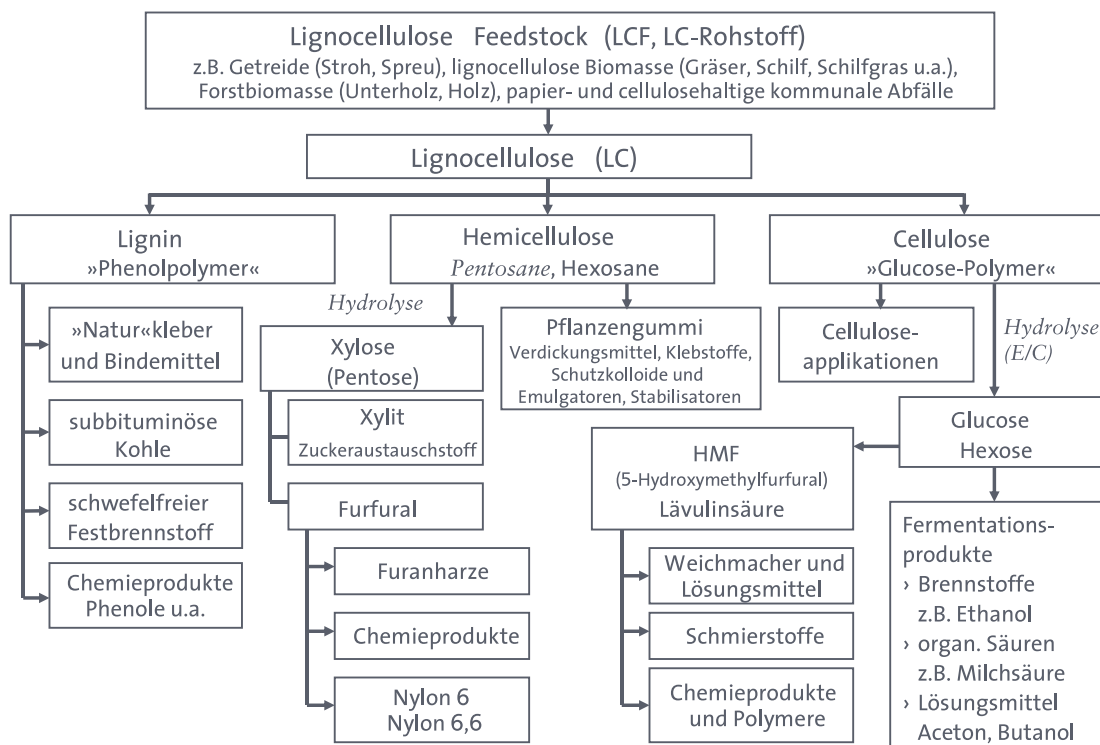 Lignocellulose Feedstock (LCF, LC-Rohstoff)
z.B. Getreide (Stroh, Spreu), lignocellulose Biomasse (Gräser, Schilf, Schilfgras u.a.),
Forstbiomasse (Unterholz, Holz), papier- und cellulosehaltige kommunale Abfälle
Lignocellulose (LC)
Lignin
»Phenolpolymer«
Hemicellulose
Pentosane, Hexosane
Cellulose
»Glucose-Polymer«
»Natur«kleber
und Bindemittel
subbituminöse
Kohle
schwefelfreier
Festbrennstoff
Chemieprodukte
Phenole u.a.
Hydrolyse
Xylose
(Pentose)
Xylit
Zuckeraustauschstoff
Furfural
Furanharze
Chemieprodukte
Nylon 6
Nylon 6,6
Pflanzengummi
Verdickungsmittel, Klebstoffe,
Schutzkolloide und
Emulgatoren, Stabilisatoren
Cellulose-
applikationen
Hydrolyse
(E/C)
Glucose
Hexose
HMF
(5-Hydroxymethylfurfural)
Lävulinsäure
Weichmacher und
Lösungsmittel
Schmierstoffe
Chemieprodukte
und Polymere
Fermentations-
produkte
› Brennstoffe
z.B. Ethanol
› organ. Säuren
z.B. Milchsäure
› Lösungsmittel
Aceton, Butanol